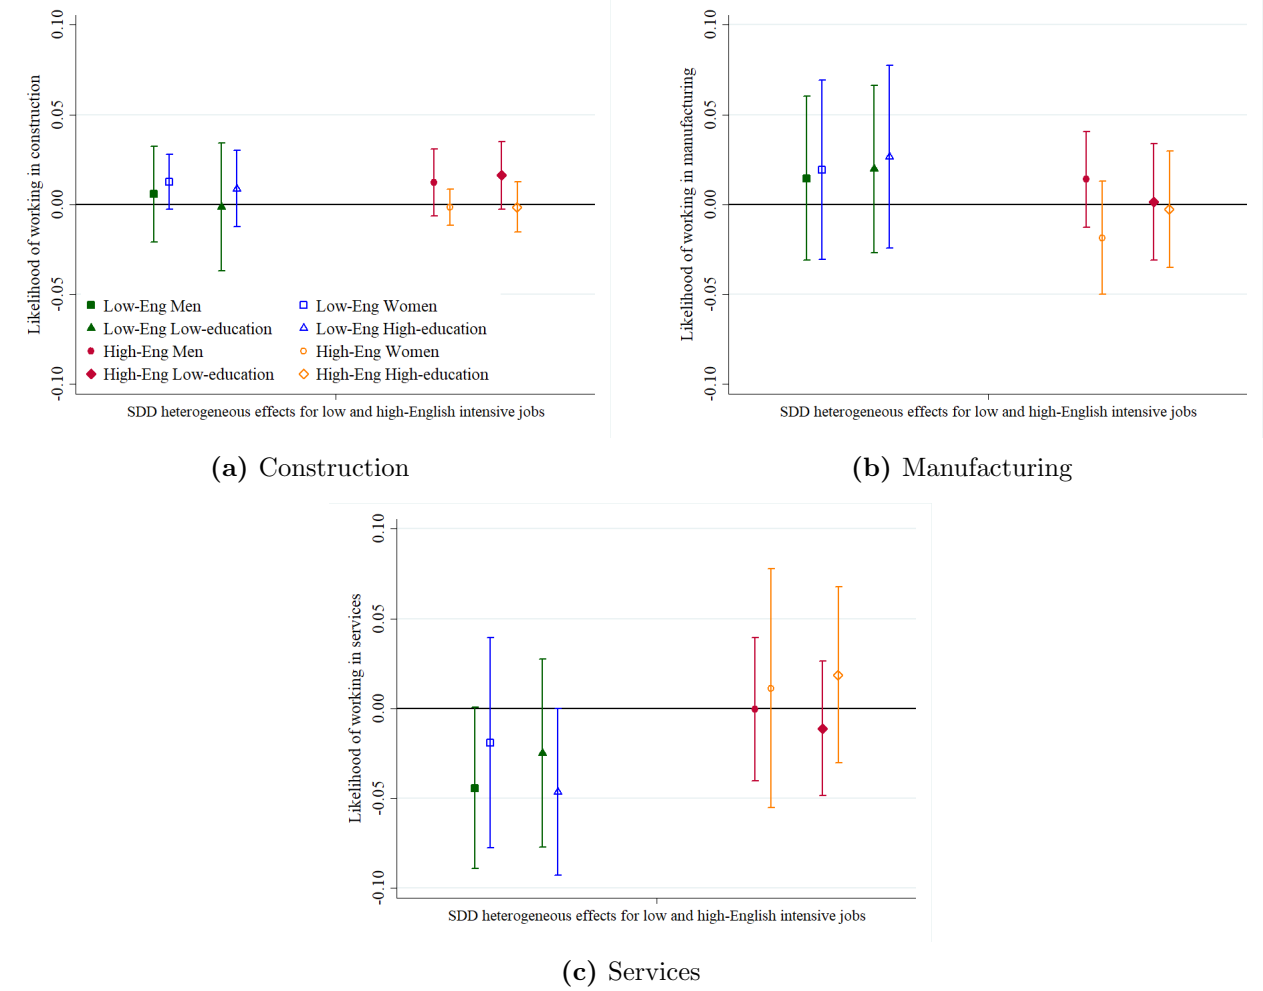 0.10
0.05
0.00
-0.05
-0.10
Likelihood of working in construction
Low-Eng Men
Low-Eng Women
Low-Eng Low-education
Low-Eng High-education
High-Eng Men
High-Eng Women
High-Eng Low-education
High-Eng High-education
SDD heterogeneous effects for low and high-English intensive jobs
(a) Construction
0.10
0.05
0.00
-0.05
-0.10
Likelihood of working in manufacturing
SDD heterogeneous effects for low and high-English intensive jobs
(b) Manufacturing
0.10
0.05
0.00
-0.05
-0.10
Likelihood of working in services
SDD heterogeneous effects for low and high-English intensive jobs
(c) Services